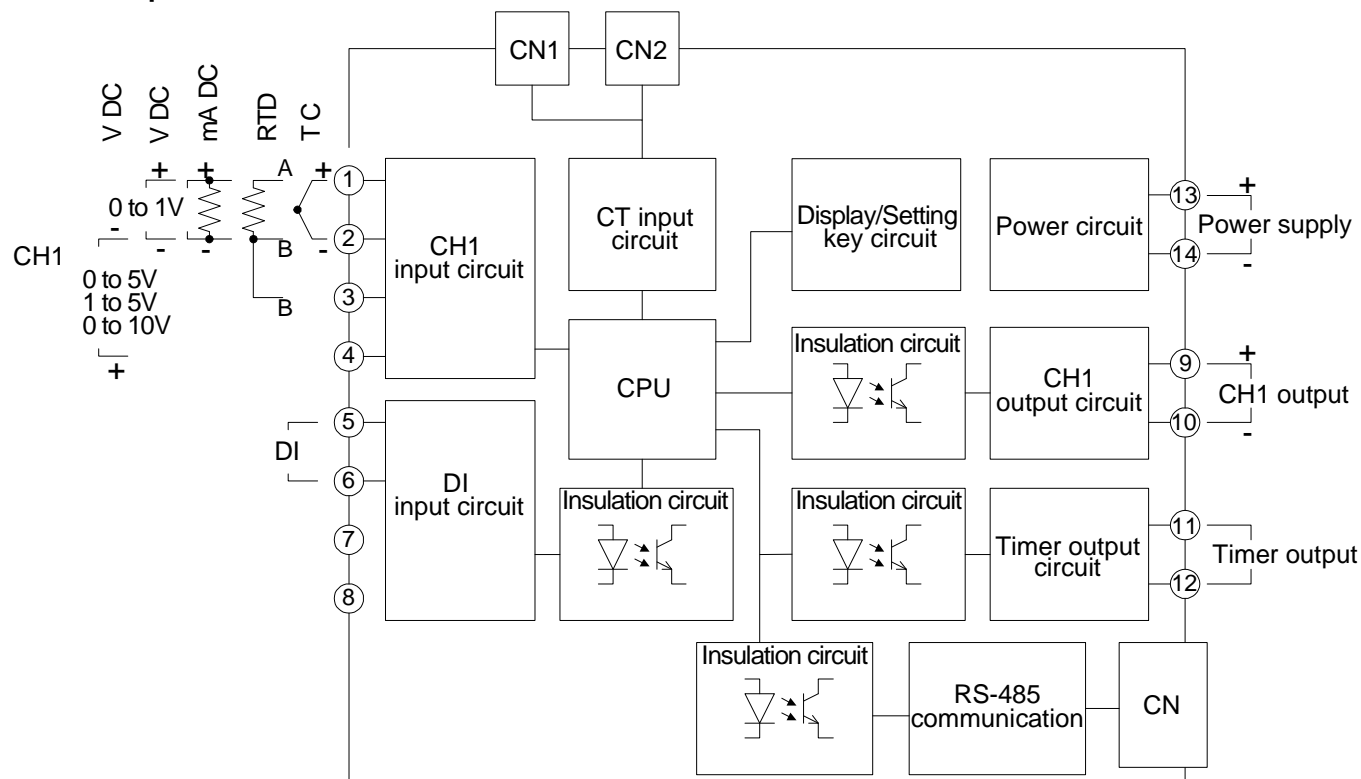 CN1
CN2
V DC
V DC
mA DC
RTD
T C
+
+
A
+
1
13
+
0 to 1V
CH1
input circuit
CT input
circuit
Display/Setting
key circuit
Power circuit
Power supply
-
-
-
B
-
2
14
-
CH1
0 to 5V
1 to 5V
0 to 10V
B
3
+
4
CPU
Insulation circuit
CH1
output circuit
9
+
CH1 output
10
-
DI
5
6
7
8
DI
input circuit
Insulation circuit
Insulation circuit
Timer output
circuit
11
12
Timer output
Insulation circuit
RS-485
communication
CN